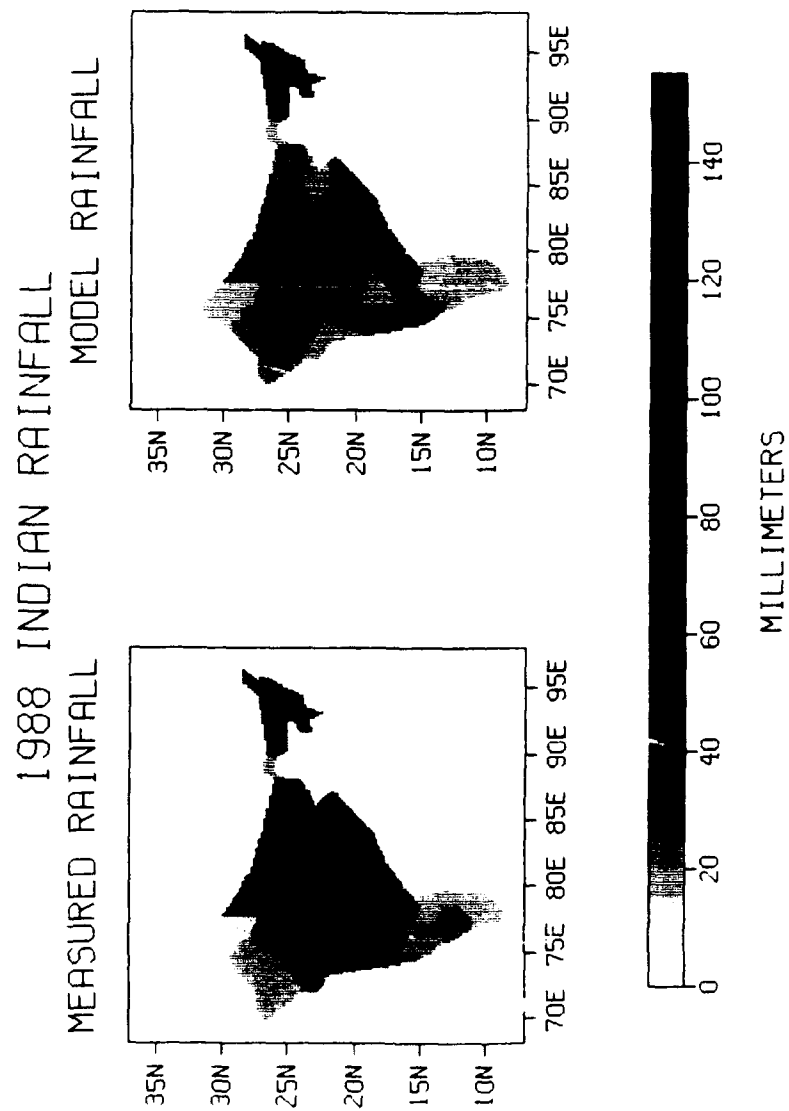 1988 INDIAN RAINFALL
MEASURED RAINFALL
35N
30N
25N
20N
15N
10N
70E 75E 80E 85E 90E 95E
MODEL RAINFALL
35N
30N
25N
20N
15N
10N
70E 75E 80E 85E 90E 95E
0 20 40 60 80 100 120 140
MILLIMETERS